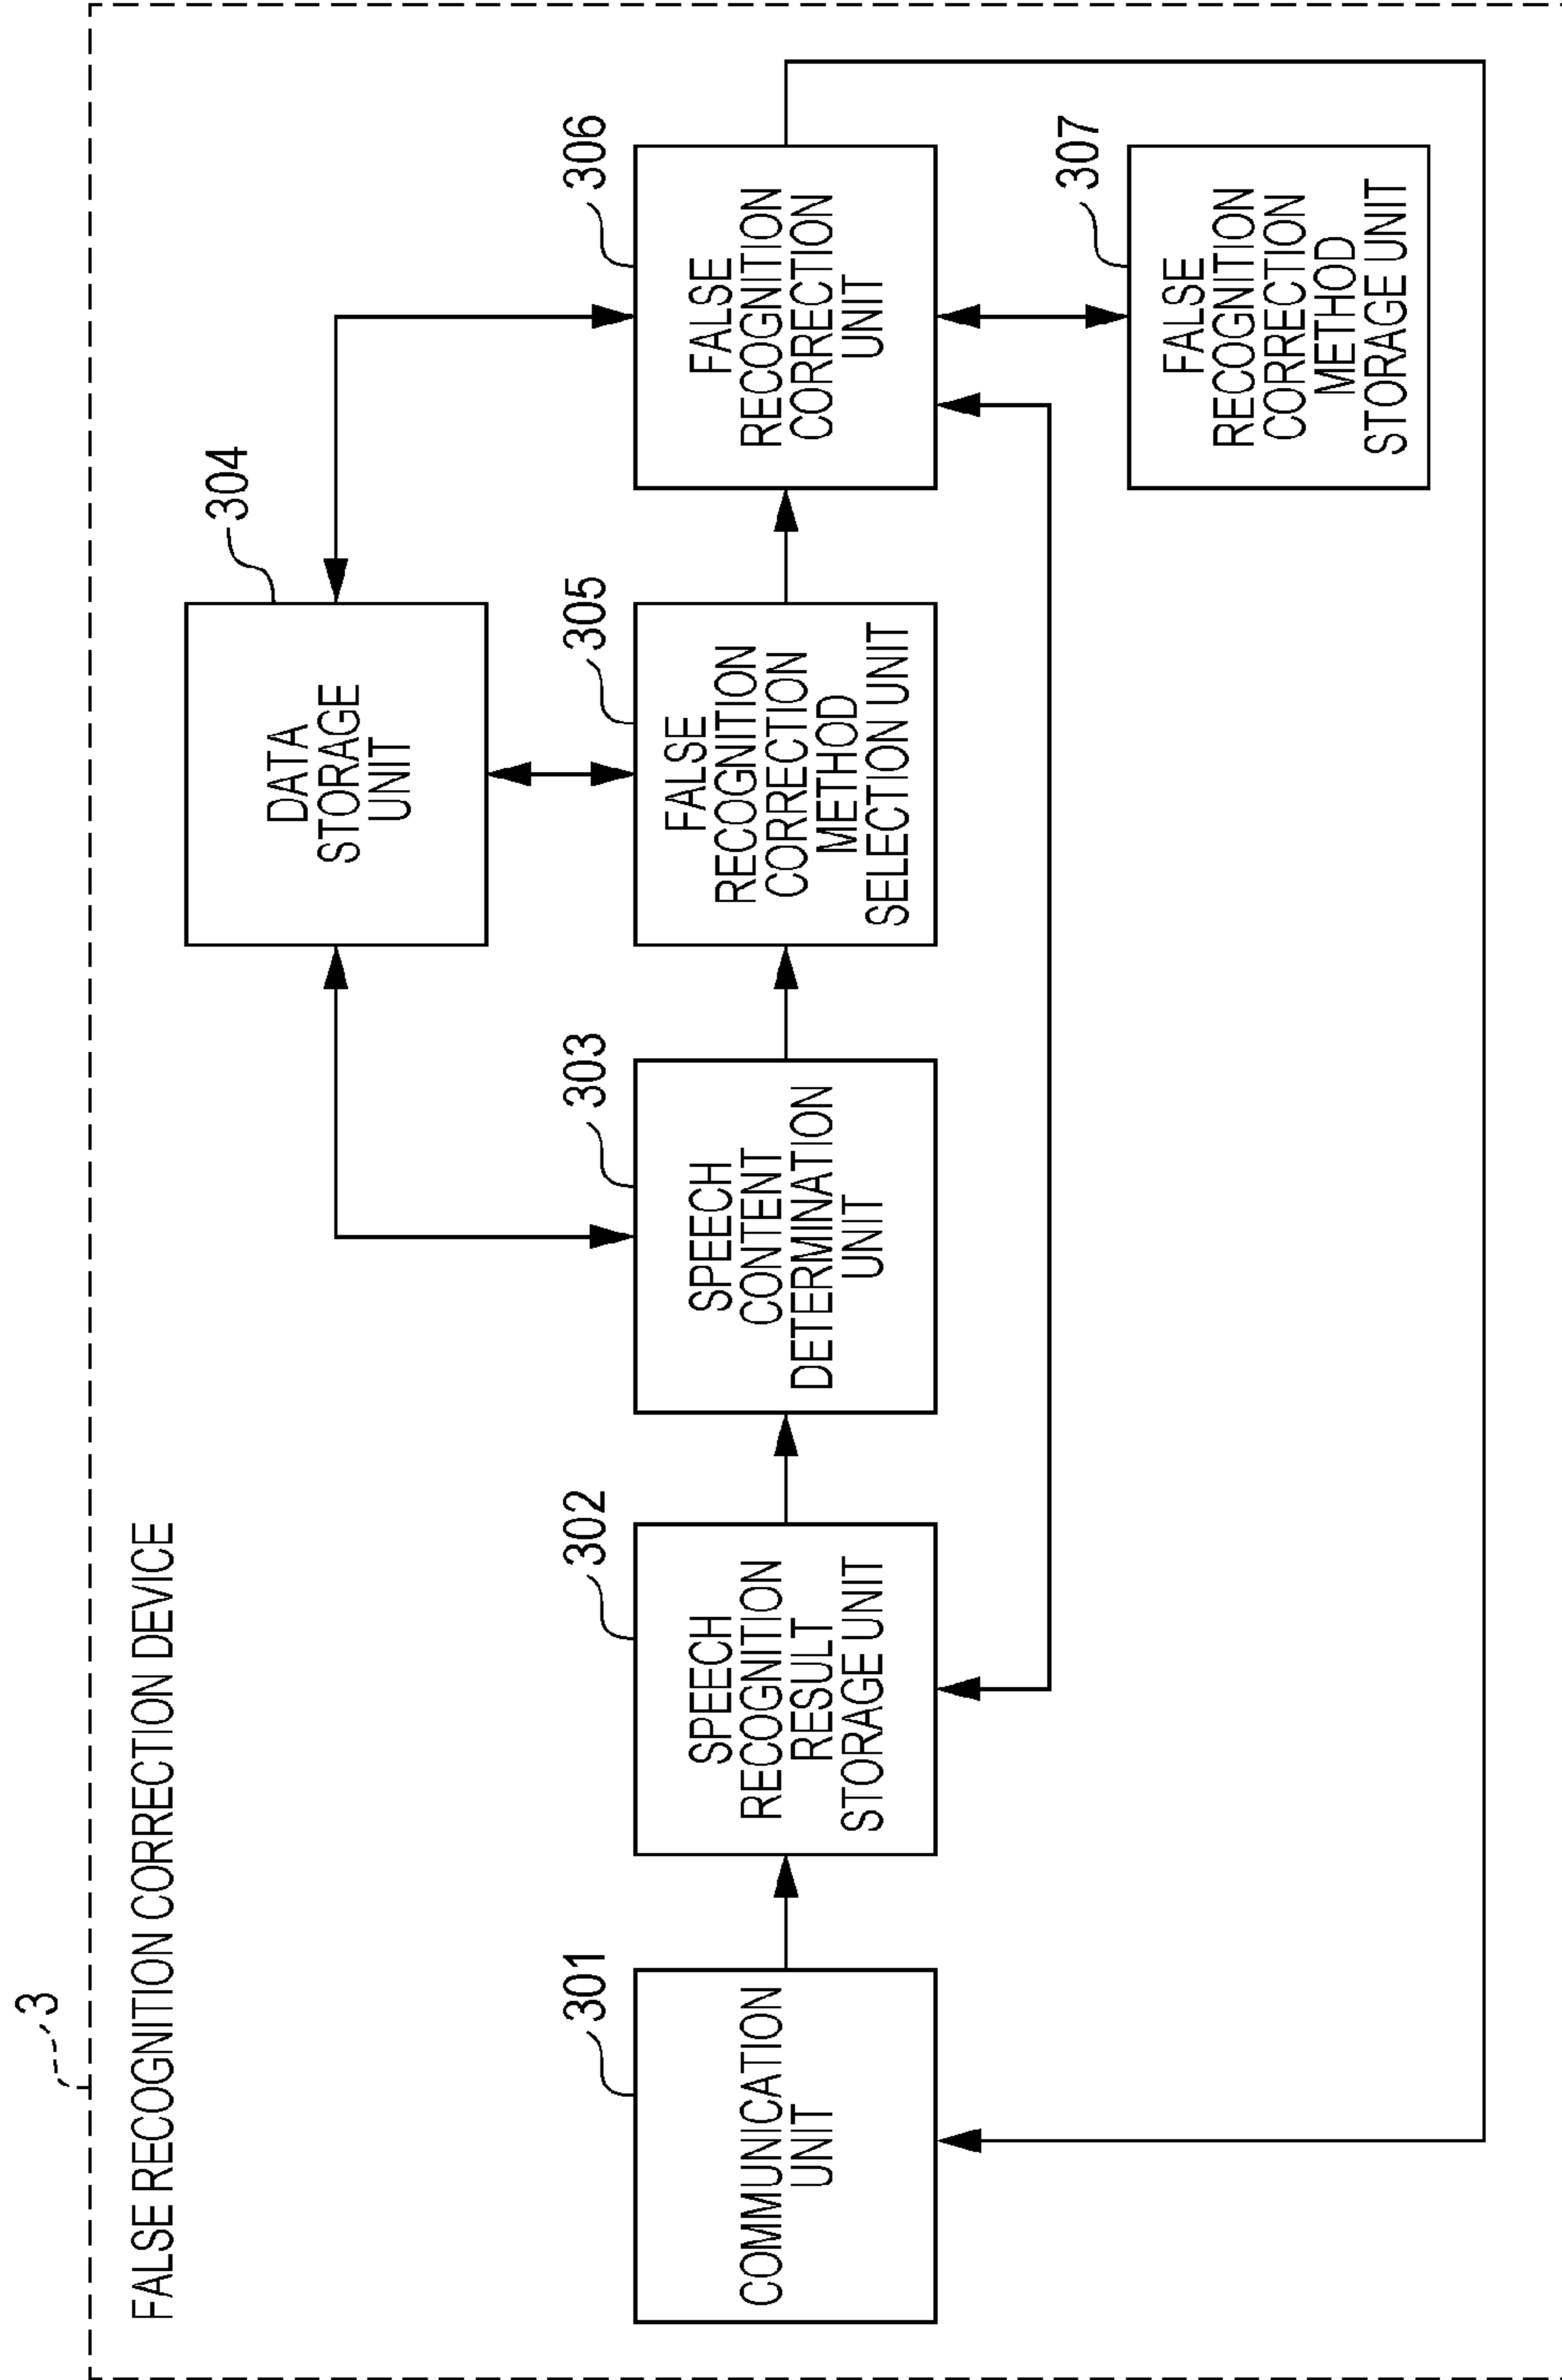 3
FALSE RECOGNITION CORRECTION DEVICE
304
DATA
STORAGE
UNIT
301
COMMUNICATION
UNIT
302
SPEECH
RECOGNITION
RESULT
STORAGE UNIT
303
SPEECH
CONTENT
DETERMINATION
UNIT
305
FALSE
RECOGNITION
CORRECTION
METHOD
SELECTION UNIT
306
FALSE
RECOGNITION
CORRECTION
UNIT
307
FALSE
RECOGNITION
CORRECTION
METHOD
STORAGE UNIT